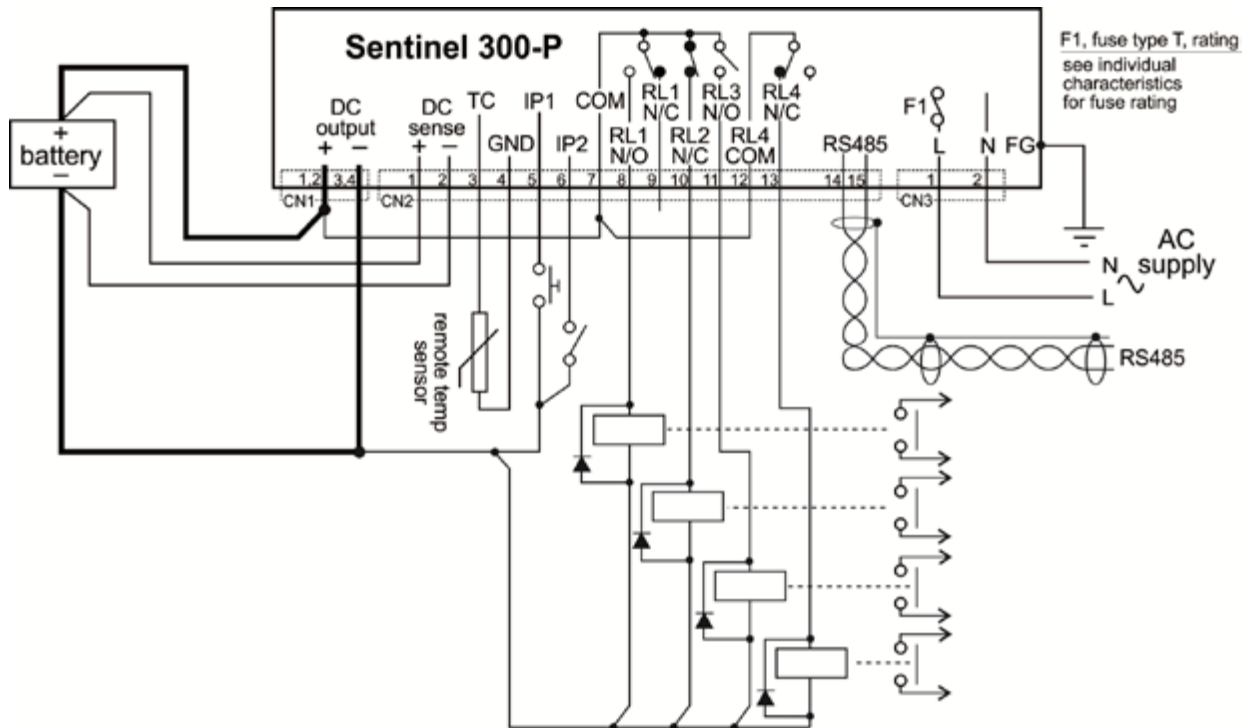 Sentinel 300-P
F1, fuse type T, rating
see individual
characteristics
for fuse rating
DC
output
+ −
DC
sense
+ −
TC
GND
IP1
IP2
COM
RL1
N/O
RL1
N/C
RL2
N/C
RL3
N/O
RL4
COM
RL4
N/C
RS485
F1
L
N
FG
+
battery
−
1,2
3,4
CN1
1
2
3
4
5
6
7
8
9
10
11
12
13
14
15
CN2
1
2
CN3
AC
supply
N
L
RS485
remote temp
sensor